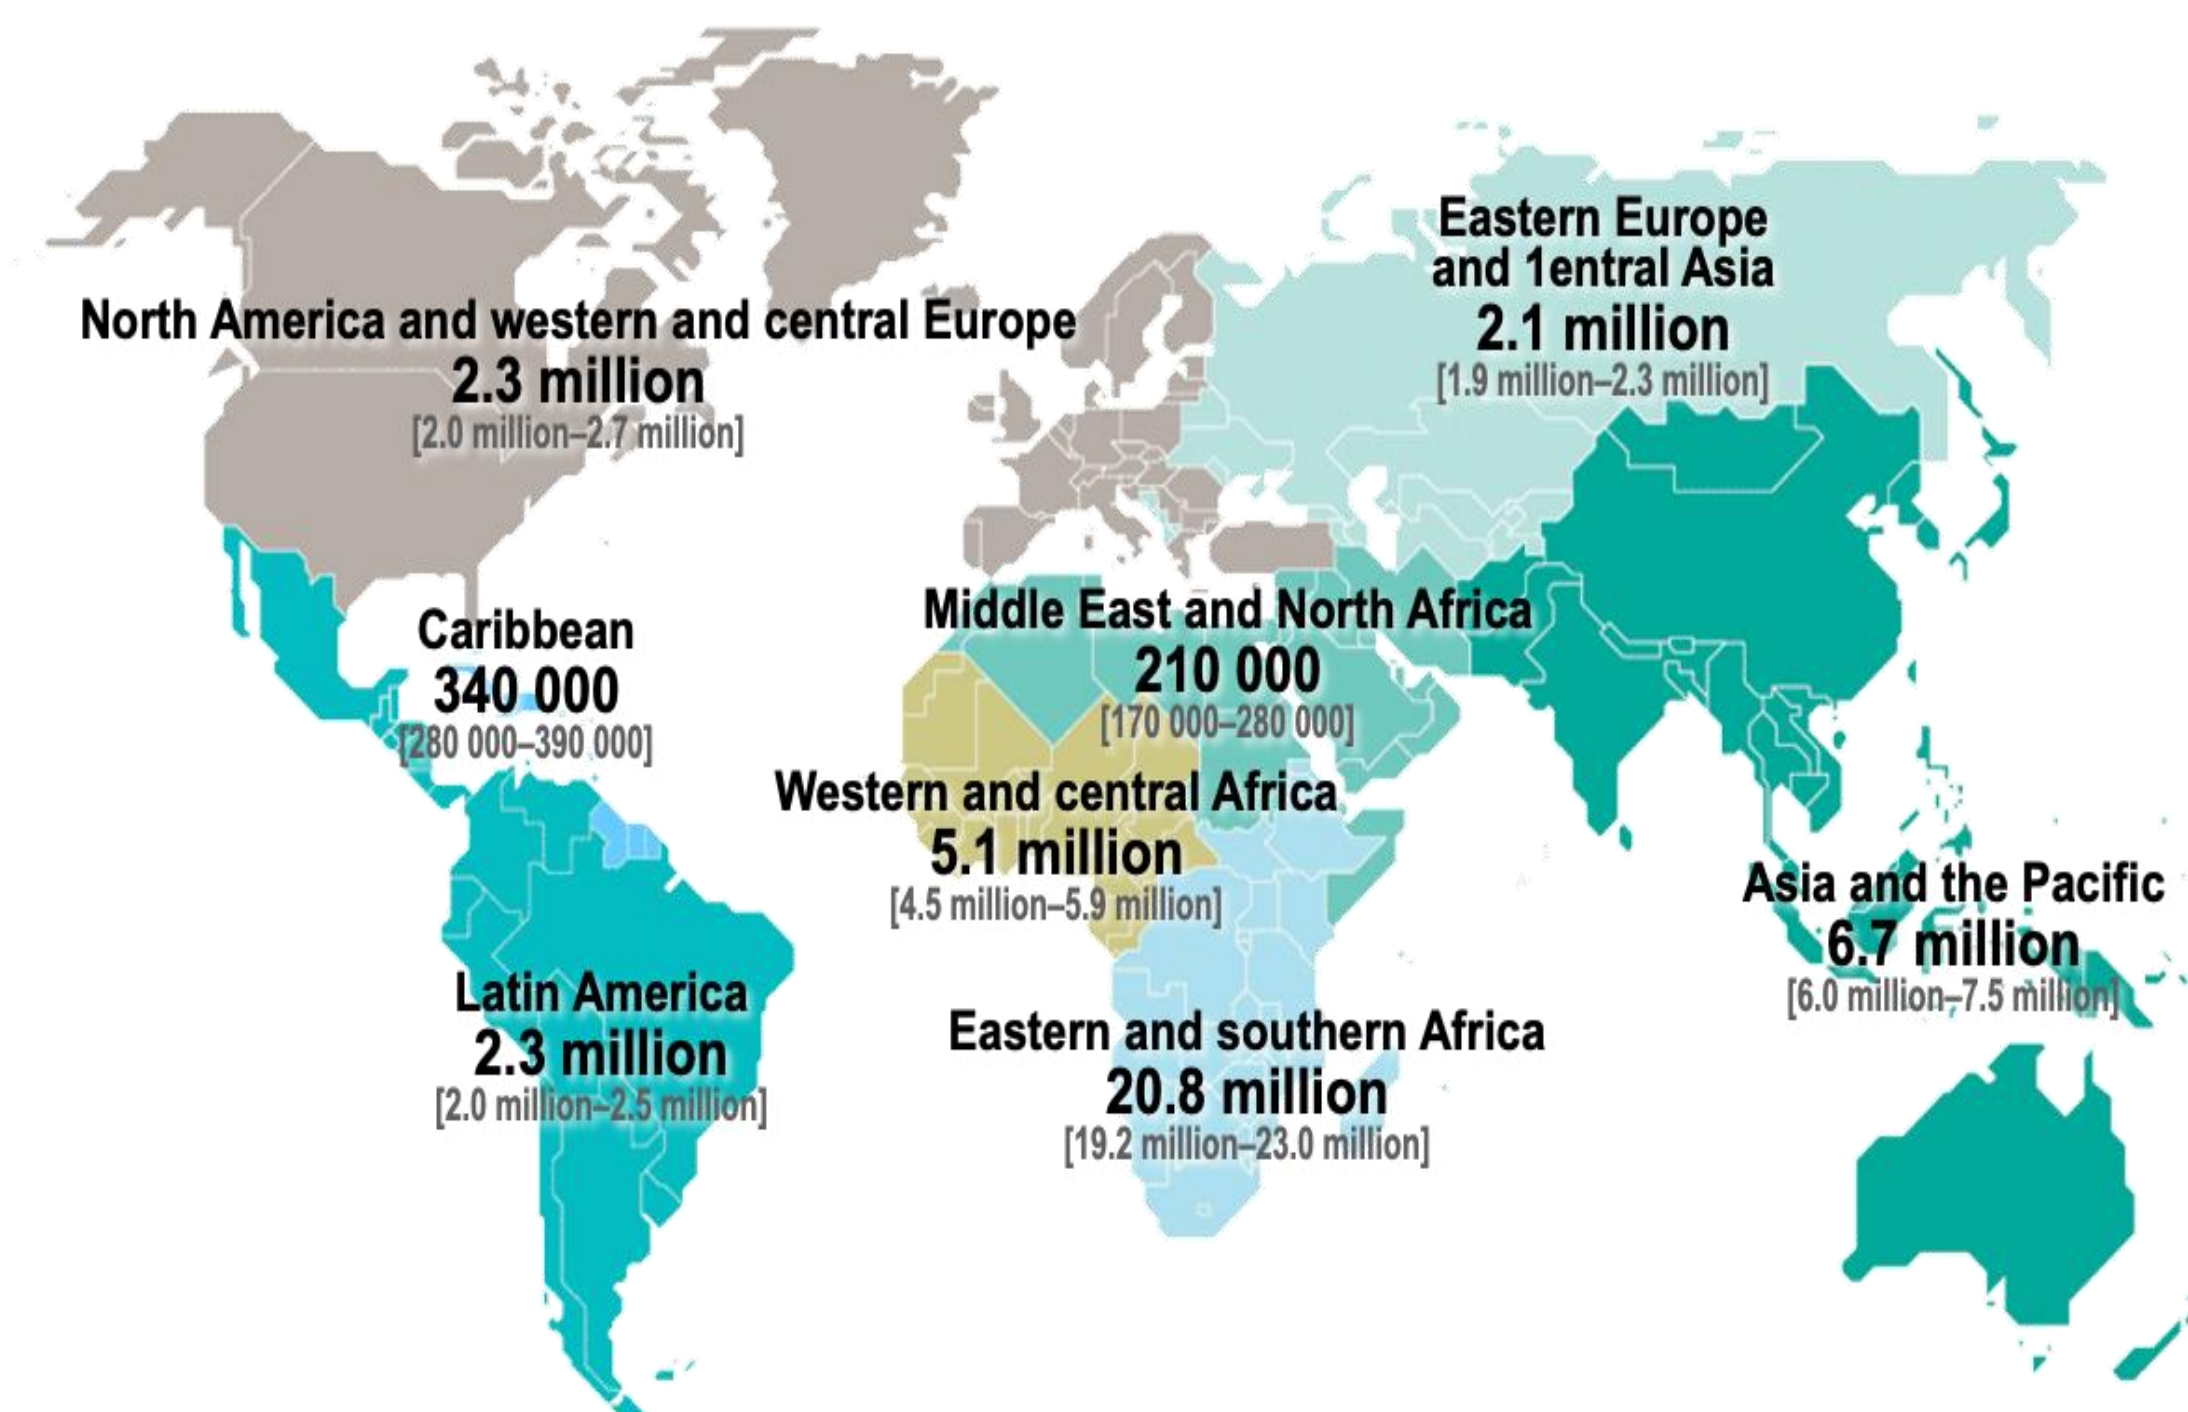 Eastern Europe
and 1entral Asia
2.1 million
[1.9 million–2.3 million]
North America and western and central Europe
2.3 million
[2.0 million–2.7 million]
Middle East and North Africa
210 000
[170 000–280 000]
Caribbean
340 000
[280 000–390 000]
Western and central Africa
5.1 million
[4.5 million–5.9 million]
Asia and the Pacific
6.7 million
[6.0 million–7.5 million]
Latin America
2.3 million
[2.0 million–2.5 million]
Eastern and southern Africa
20.8 million
[19.2 million–23.0 million]